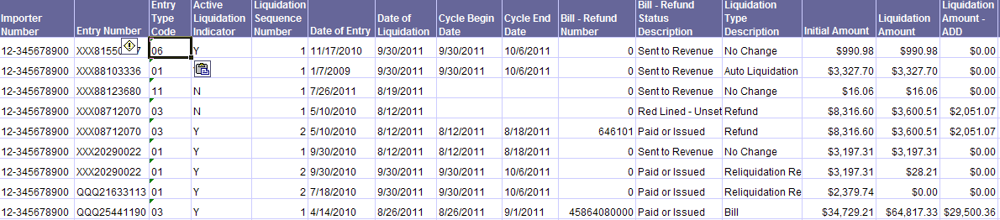 Importer Number Entry Number Entry Type Code Active Liquidation Indicator Liquidation Sequence Number Date of Entry Date of Liquidation Cycle Begin Date Cycle End Date Bill - Refund Number Bill - Refund Status Description Liquidation Type Description Initial Amount Liquidation Amount Liquidation Amount - ADD
12-345678900 06 Y 1 11/17/2010 9/30/2011 9/30/2011 10/6/2011 0 Sent to Revenue No Change $990.98 $990.98 $0.00
12-345678900 XXX88103336 01 1 1/7/2009 9/30/2011 9/30/2011 10/6/2011 0 Sent to Revenue Auto Liquidation $3,327.70 $3,327.70 $0.00
12-345678900 XXX88123680 11 N 1 7/26/2011 8/19/2011 0 Sent to Revenue No Change $16.06 $16.06 $0.00
12-345678900 XXX08712070 03 N 1 5/10/2010 8/12/2011 0 Red Lined - Unset Refund $8,316.60 $3,600.51 $2,051.07
12-345678900 XXX08712070 03 Y 2 5/10/2010 8/12/2011 8/12/2011 8/18/2011 646101 Paid or Issued Refund $8,316.60 $3,600.51 $2,051.07
12-345678900 XXX20290022 01 Y 1 9/30/2010 8/12/2011 8/12/2011 8/18/2011 0 Sent to Revenue No Change $3,197.31 $3,197.31 $0.00
12-345678900 XXX20290022 01 Y 2 9/30/2010 9/30/2011 9/30/2011 10/6/2011 0 Paid or Issued Reliquidation Re $3,197.31 $28.21 $0.00
12-345678900 QQQ21633113 01 Y 2 7/18/2010 9/30/2011 9/30/2011 10/6/2011 0 Paid or Issued Reliquidation Re $2,379.74 $0.00 $0.00
12-345678900 QQQ25441190 03 Y 1 4/14/2010 8/26/2011 8/26/2011 9/1/2011 45864080000 Paid or Issued Bill $34,729.21 $64,817.33 $29,500.36